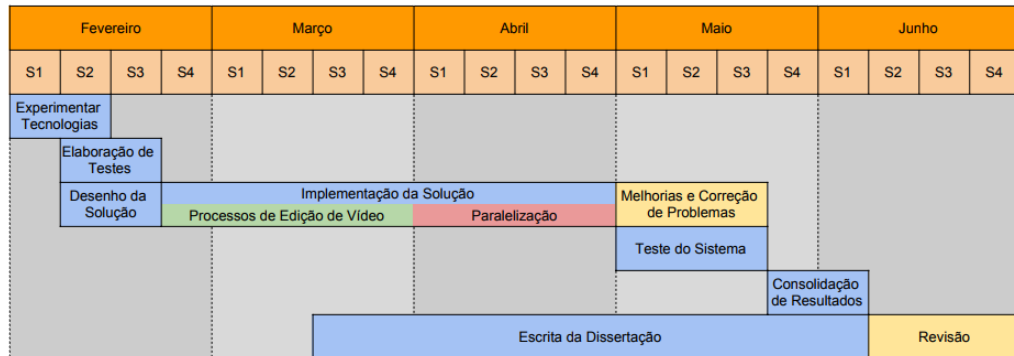 Fevereiro Março Abril Maio Junho
S1 S2 S3 S4 S1 S2 S3 S4 S1 S2 S3 S4 S1 S2 S3 S4 S1 S2 S3 S4
Experimentar
Tecnologias
Elaboração de
Testes
Desenho da
Solução
Implementação da Solução
Processos de Edição de Vídeo
Paralelização
Melhorias e Correção
de Problemas
Teste do Sistema
Consolidação
de Resultados
Escrita da Dissertação
Revisão